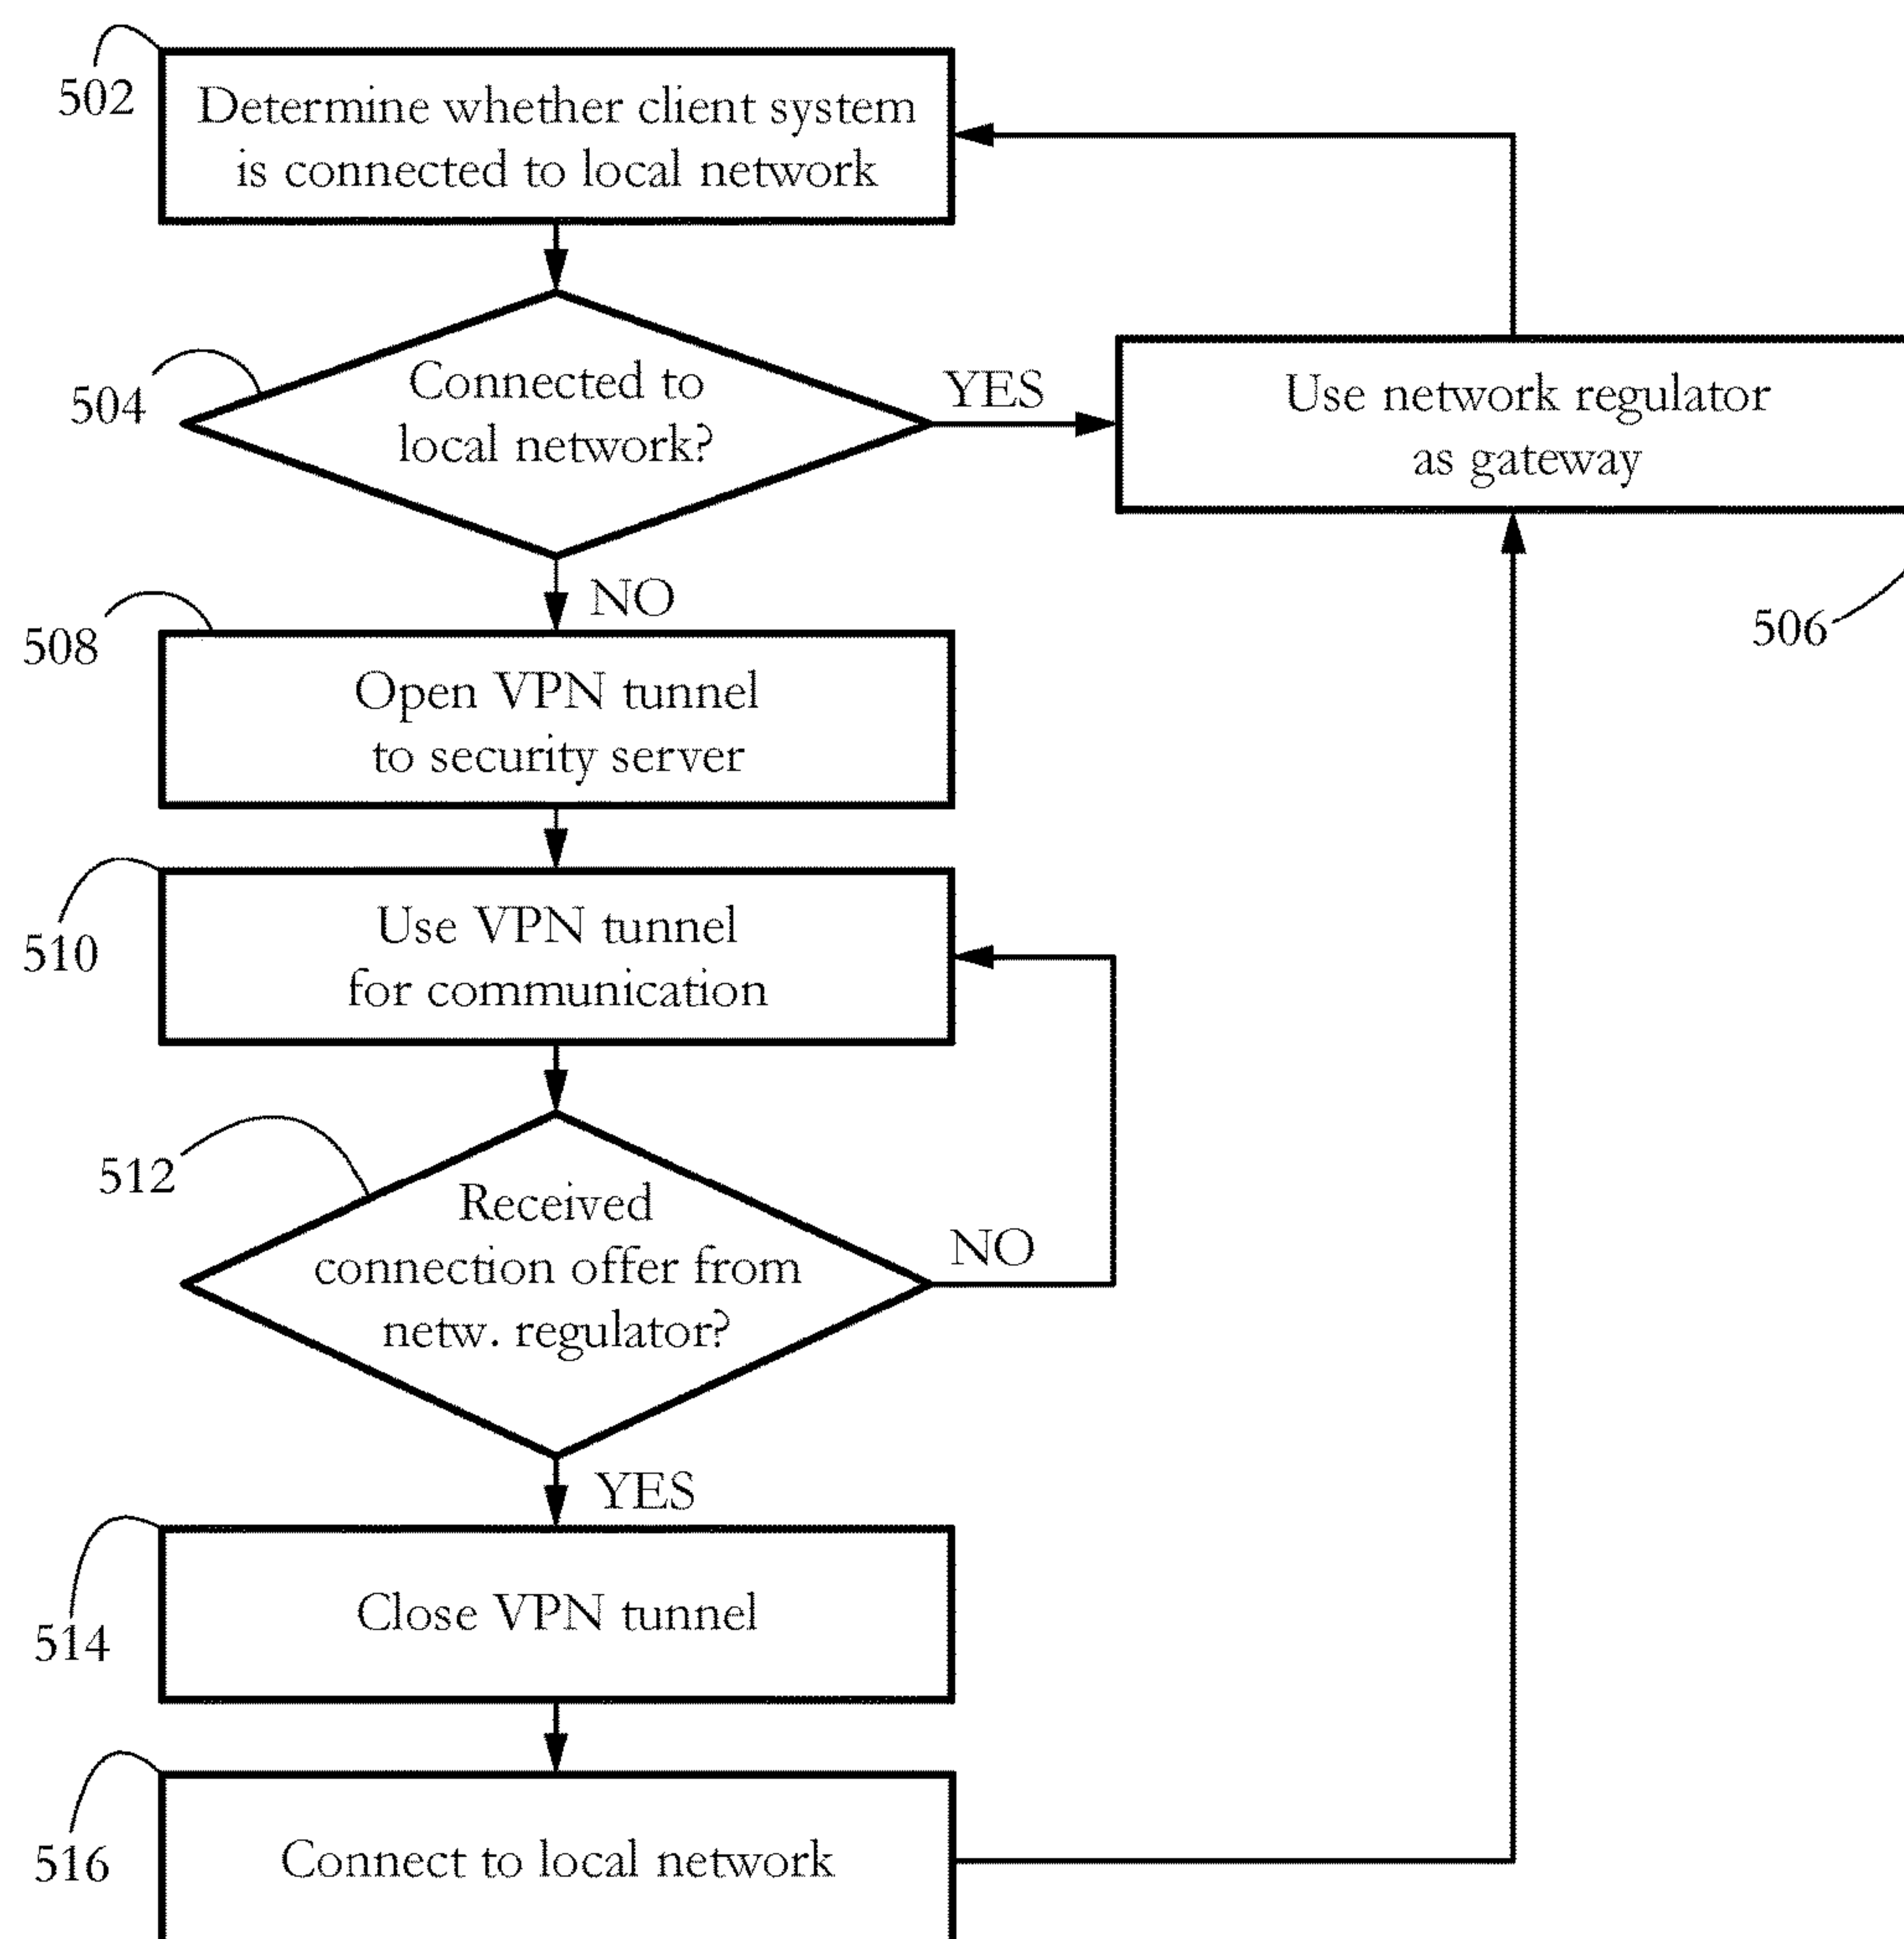 502
Determine whether client system
is connected to local network
504
Connected to
local network?
YES
Use network regulator
as gateway
506
NO
508
Open VPN tunnel
to security server
510
Use VPN tunnel
for communication
512
Received
connection offer from
netw. regulator?
NO
YES
514
Close VPN tunnel
516
Connect to local network